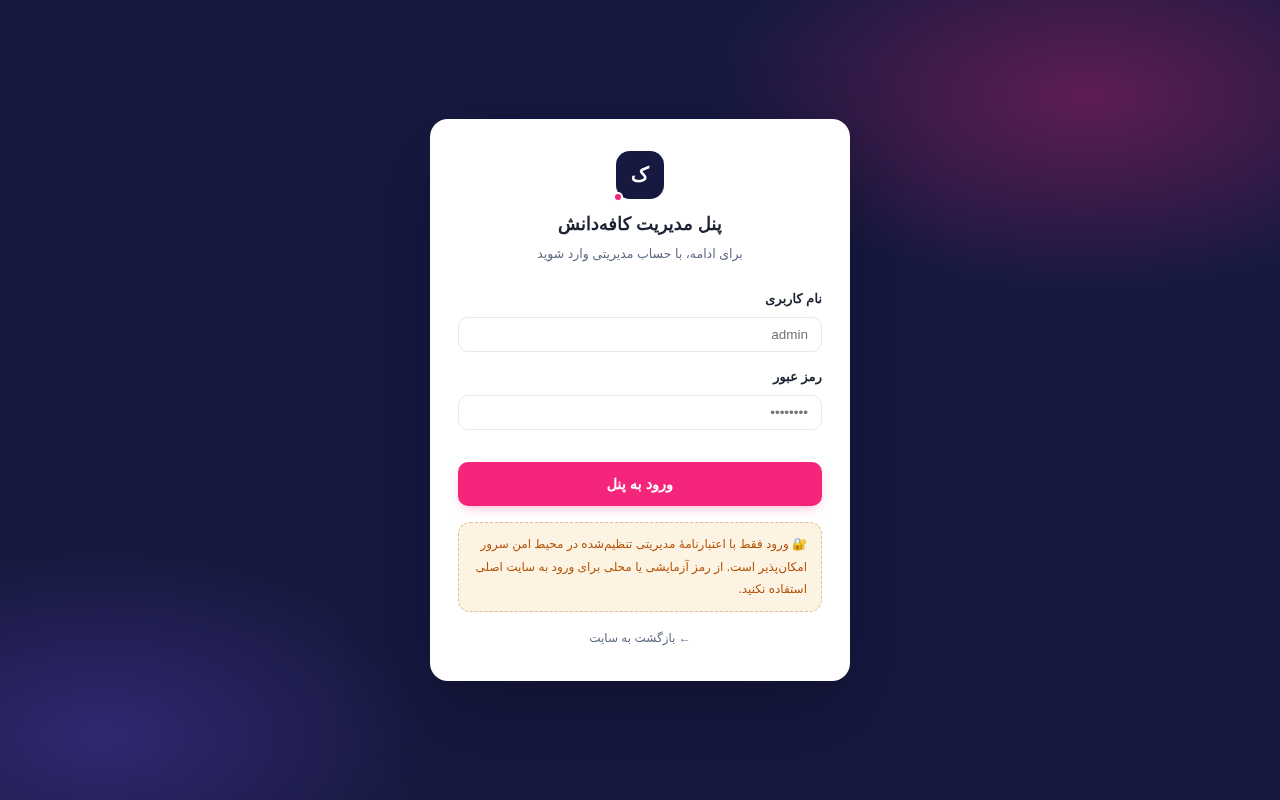 ک
پنل مدیریت کافه‌دانش
برای ادامه، با حساب مدیریتی وارد شوید
نام کاربری
admin
رمز عبور
••••••••
ورود به پنل
🔐 ورود فقط با اعتبارنامهٔ مدیریتی تنظیم‌شده در محیط امن سرور
امکان‌پذیر است. از رمز آزمایشی یا محلی برای ورود به سایت اصلی
استفاده نکنید.
← بازگشت به سایت